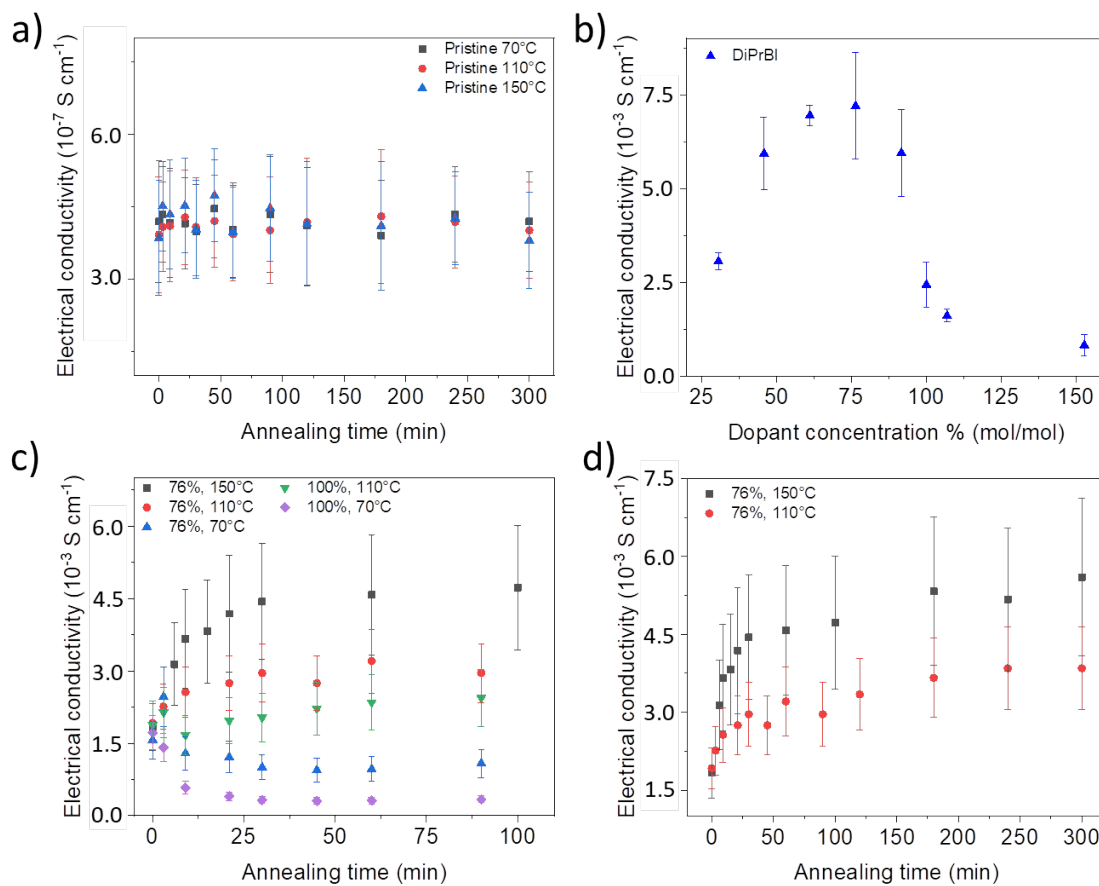 a)
Pristine 70°C
Pristine 110°C
Pristine 150°C
6.0
3.0
Electrical conductivity (10⁻⁷ S cm⁻¹)
0 50 100 150 200 250 300
Annealing time (min)
b)
DiPrBI
7.5
5.0
2.5
0.0
Electrical conductivity (10⁻³ S cm⁻¹)
25 50 75 100 125 150
Dopant concentration % (mol/mol)
c)
76%, 150°C
76%, 110°C
76%, 70°C
100%, 110°C
100%, 70°C
6.0
4.5
3.0
1.5
0.0
Electrical conductivity (10⁻³ S cm⁻¹)
0 25 50 75 100
Annealing time (min)
d)
76%, 150°C
76%, 110°C
7.5
6.0
4.5
3.0
1.5
Electrical conductivity (10⁻³ S cm⁻¹)
0 50 100 150 200 250 300
Annealing time (min)